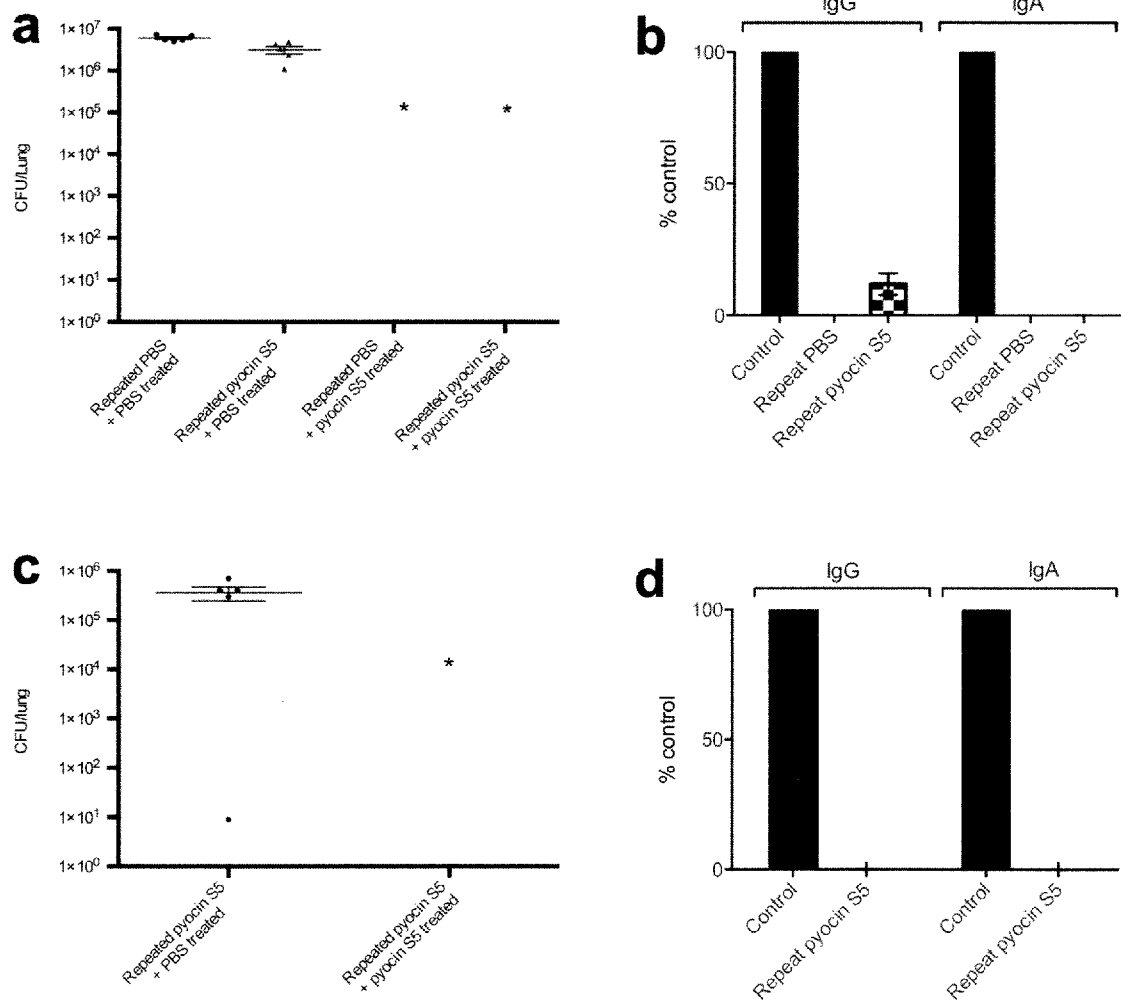 a
1×10⁷
1×10⁶
1×10⁵
1×10⁴
1×10³
1×10²
1×10¹
1×10⁰
CFU/Lung
*
*
Repeated PBS
+ PBS treated
Repeated pyocin S5
+ PBS treated
Repeated PBS
+ pyocin S5 treated
Repeated pyocin S5
+ pyocin S5 treated
b
IgG
IgA
100
50
0
% control
Control
Repeat PBS
Repeat pyocin S5
Control
Repeat PBS
Repeat pyocin S5
c
1×10⁶
1×10⁵
1×10⁴
1×10³
1×10²
1×10¹
1×10⁰
CFU/lung
*
Repeated pyocin S5
+ PBS treated
Repeated pyocin S5
+ pyocin S5 treated
d
IgG
IgA
100
50
0
% control
Control
Repeat pyocin S5
Control
Repeat pyocin S5